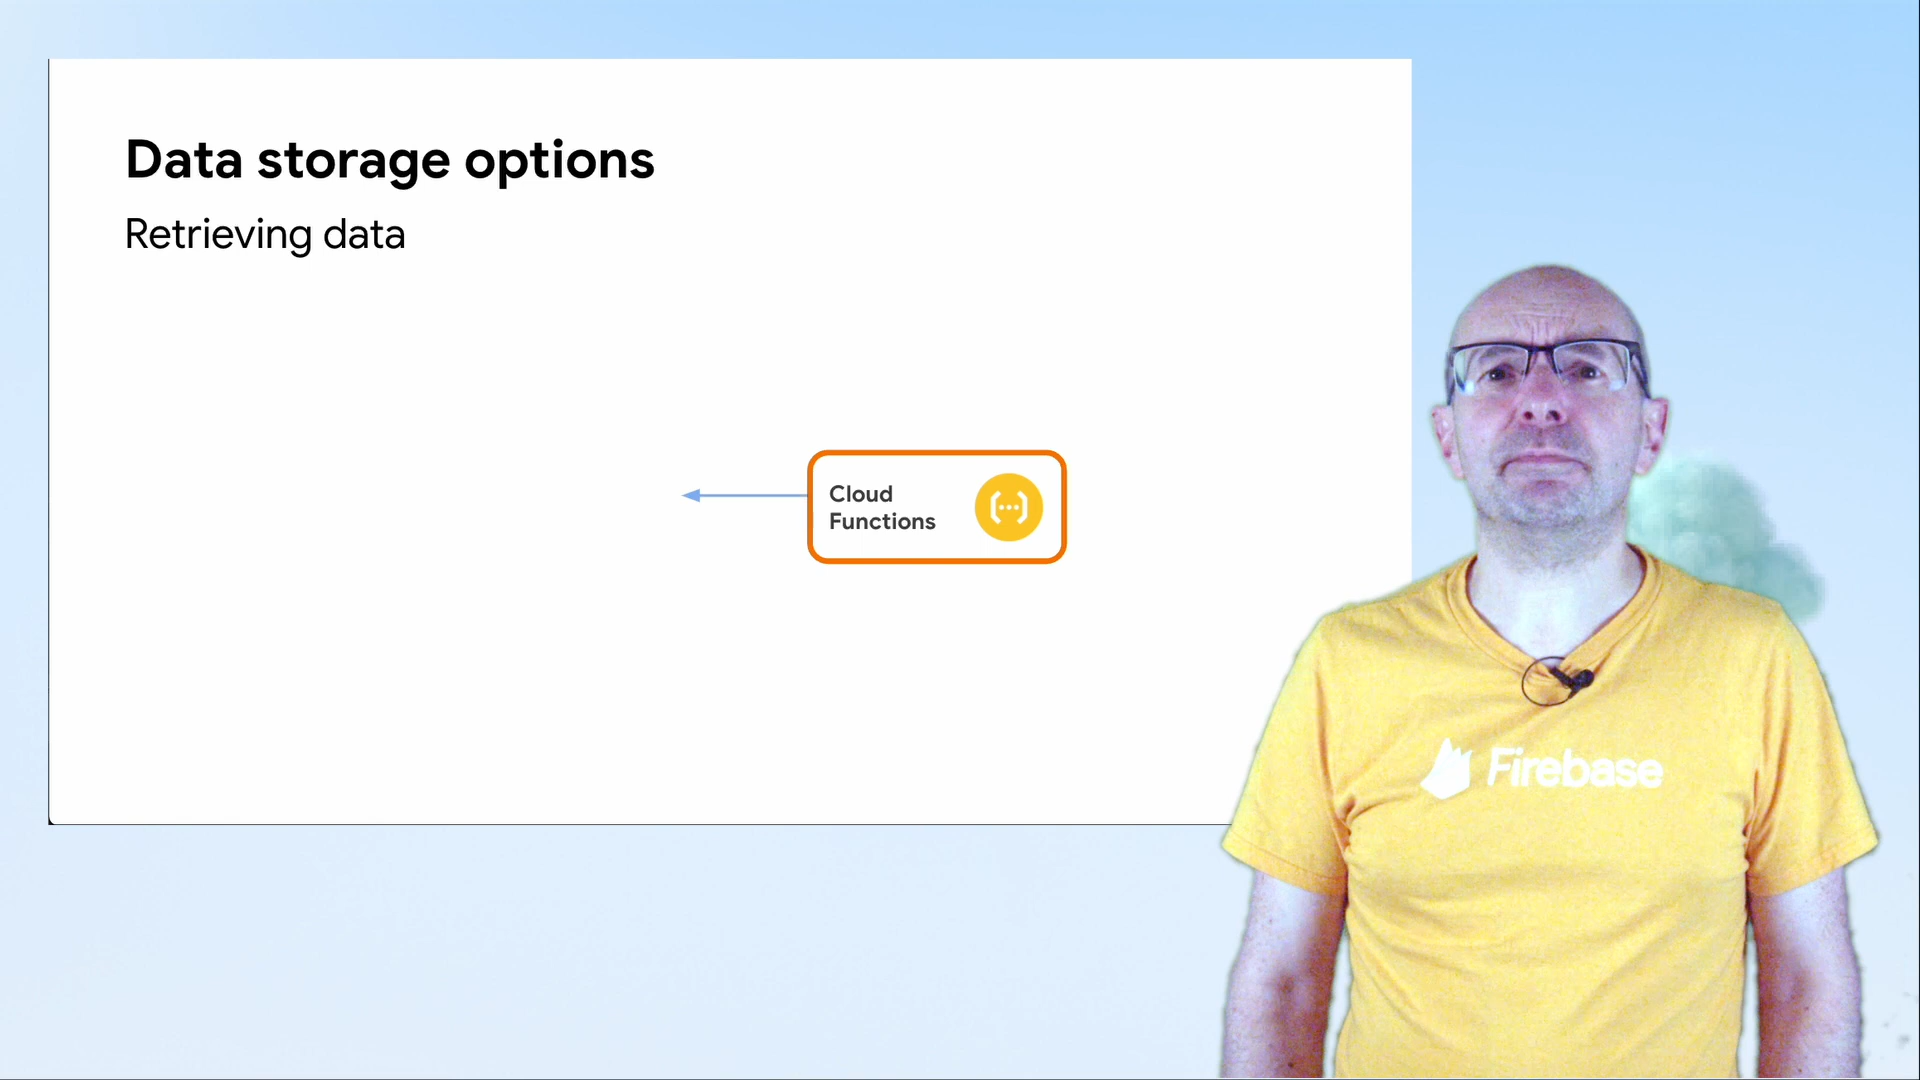 Data storage options
Retrieving data
Cloud
Functions
Firebase